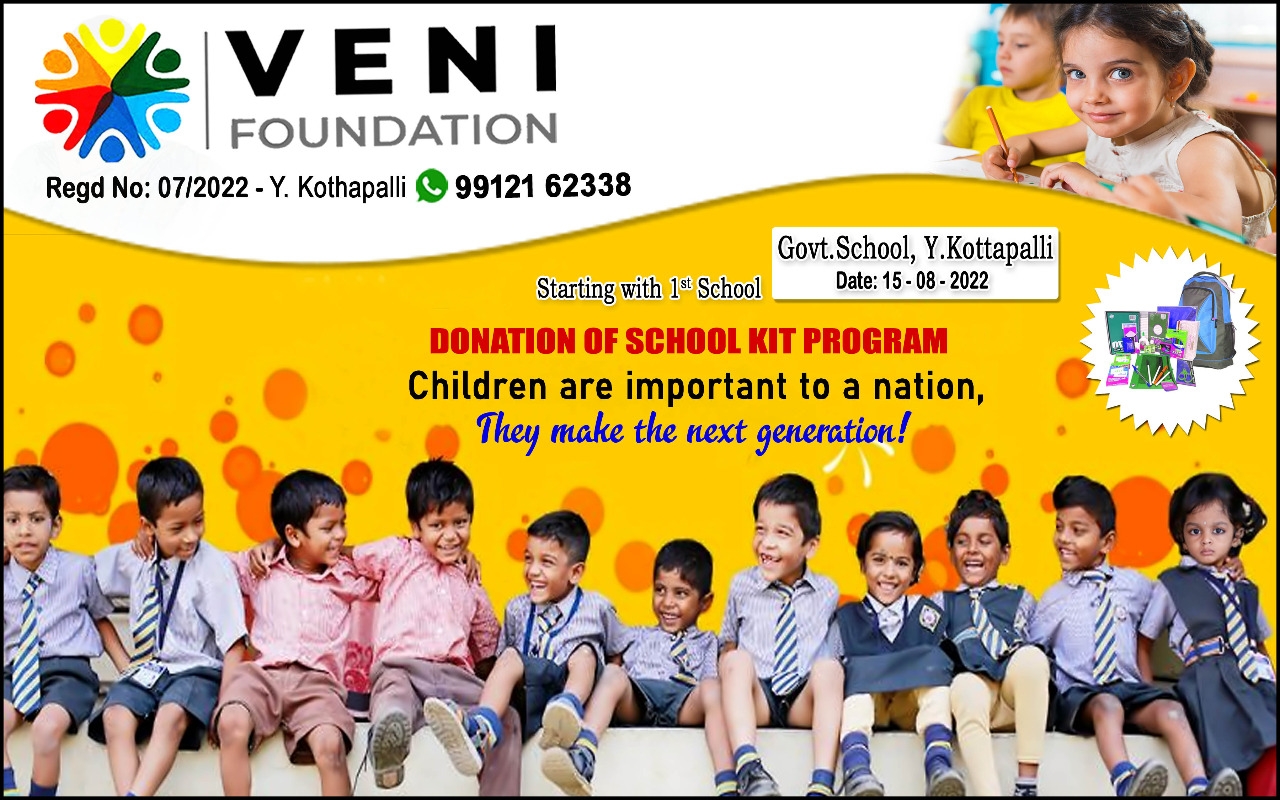 VENI
FOUNDATION
Regd No: 07/2022 - Y. Kothapalli 99121 62338
Govt.School, Y.Kottapalli
Date: 15 - 08 - 2022
Starting with 1st School
DONATION OF SCHOOL KIT PROGRAM
Children are important to a nation,
They make the next generation!